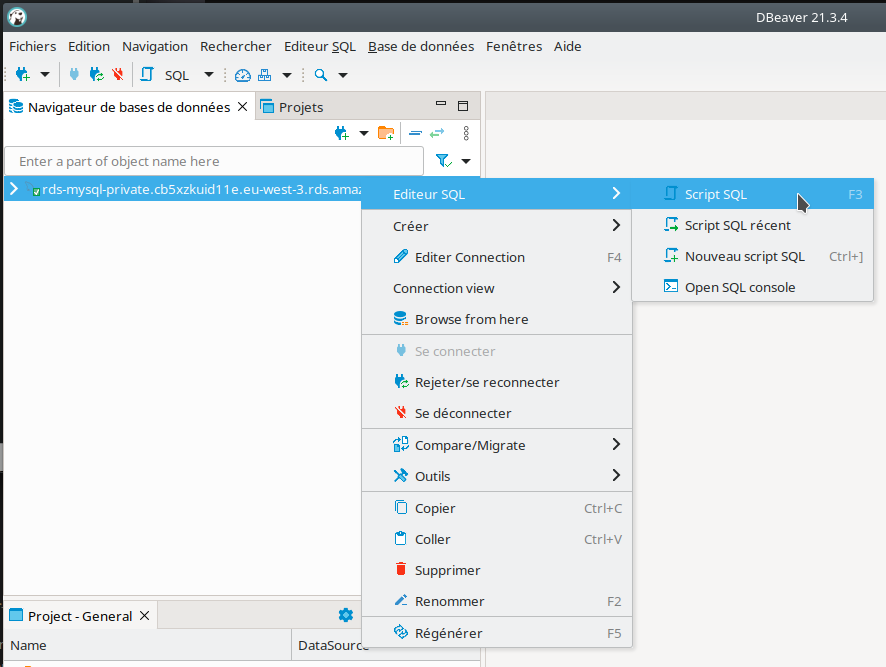 DBeaver 21.3.4
Fichiers Edition Navigation Rechercher Editeur SQL Base de données Fenêtres Aide
SQL
Navigateur de bases de données Projets
Enter a part of object name here
rds-mysql-private.cb5xzkuid11e.eu-west-3.rds.amaz
Editeur SQL
Créer
Editer Connection F4
Connection view
Browse from here
Se connecter
Rejeter/se reconnecter
Se déconnecter
Compare/Migrate
Outils
Copier Ctrl+C
Coller Ctrl+V
Supprimer
Renommer F2
Régénérer F5
Script SQL F3
Script SQL récent
Nouveau script SQL Ctrl+]
Open SQL console
Project - General
Name DataSource